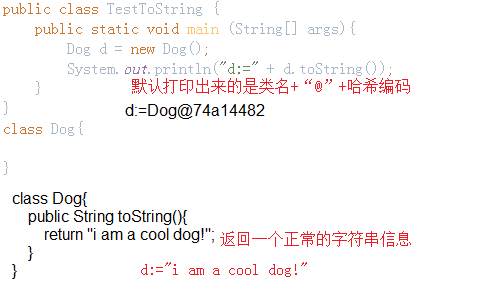 public class TestToString {
public static void main (String[] args){
Dog d = new Dog();
System.out.println("d:=" + d.toString());
} 默认打印出来的是类名+“@”+哈希编码
} d:=Dog@74a14482
class Dog{
}
class Dog{
public String toString(){
return "i am a cool dog!"; 返回一个正常的字符串信息
}
} d:="i am a cool dog!"